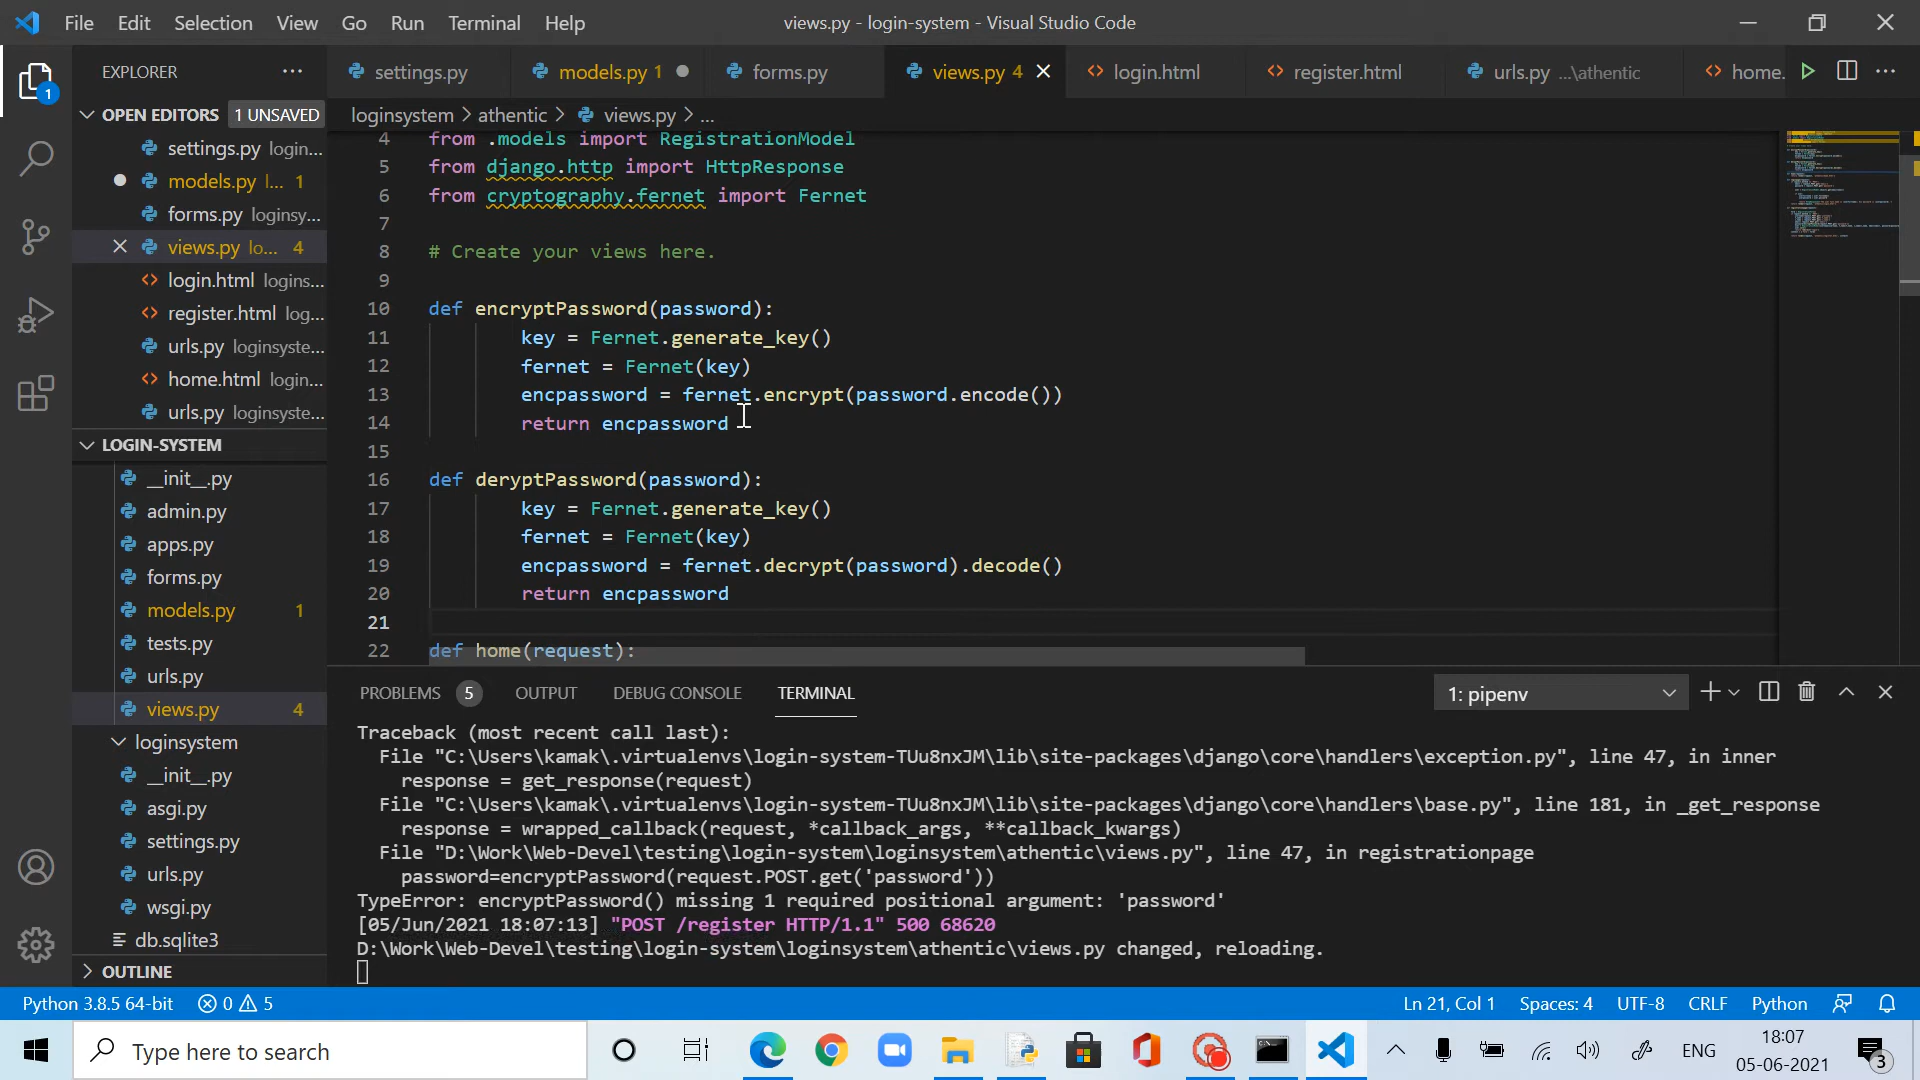 File Edit Selection View Go Run Terminal Help views.py - login-system - Visual Studio Code
EXPLORER ...
settings.py models.py 1 forms.py views.py 4 login.html register.html urls.py ...\athentic home.
OPEN EDITORS 1 UNSAVED
settings.py login...
models.py l... 1
forms.py loginsy...
views.py lo... 4
login.html logins...
register.html log...
urls.py loginsyste...
home.html login...
urls.py loginsyste...
LOGIN-SYSTEM
__init__.py
admin.py
apps.py
forms.py
models.py 1
tests.py
urls.py
views.py 4
loginsystem
__init__.py
asgi.py
settings.py
urls.py
wsgi.py
db.sqlite3
OUTLINE
loginsystem > athentic > views.py > ...
4 from .models import RegistrationModel
5 from django.http import HttpResponse
6 from cryptography.fernet import Fernet
7
8 # Create your views here.
9
10 def encryptPassword(password):
11 key = Fernet.generate_key()
12 fernet = Fernet(key)
13 encpassword = fernet.encrypt(password.encode())
14 return encpassword
15
16 def deryptPassword(password):
17 key = Fernet.generate_key()
18 fernet = Fernet(key)
19 encpassword = fernet.decrypt(password).decode()
20 return encpassword
21
22 def home(request):
PROBLEMS 5 OUTPUT DEBUG CONSOLE TERMINAL 1: pipenv
Traceback (most recent call last):
File "C:\Users\kamak\.virtualenvs\login-system-TUu8nxJM\lib\site-packages\django\core\handlers\exception.py", line 47, in inner
response = get_response(request)
File "C:\Users\kamak\.virtualenvs\login-system-TUu8nxJM\lib\site-packages\django\core\handlers\base.py", line 181, in _get_response
response = wrapped_callback(request, *callback_args, **callback_kwargs)
File "D:\Work\Web-Devel\testing\login-system\loginsystem\athentic\views.py", line 47, in registrationpage
password=encryptPassword(request.POST.get('password'))
TypeError: encryptPassword() missing 1 required positional argument: 'password'
[05/Jun/2021 18:07:13] "POST /register HTTP/1.1" 500 68620
D:\Work\Web-Devel\testing\login-system\loginsystem\athentic\views.py changed, reloading.
1
Python 3.8.5 64-bit 0 5 Ln 21, Col 1 Spaces: 4 UTF-8 CRLF Python
Type here to search
ENG
18:07
05-06-2021
3